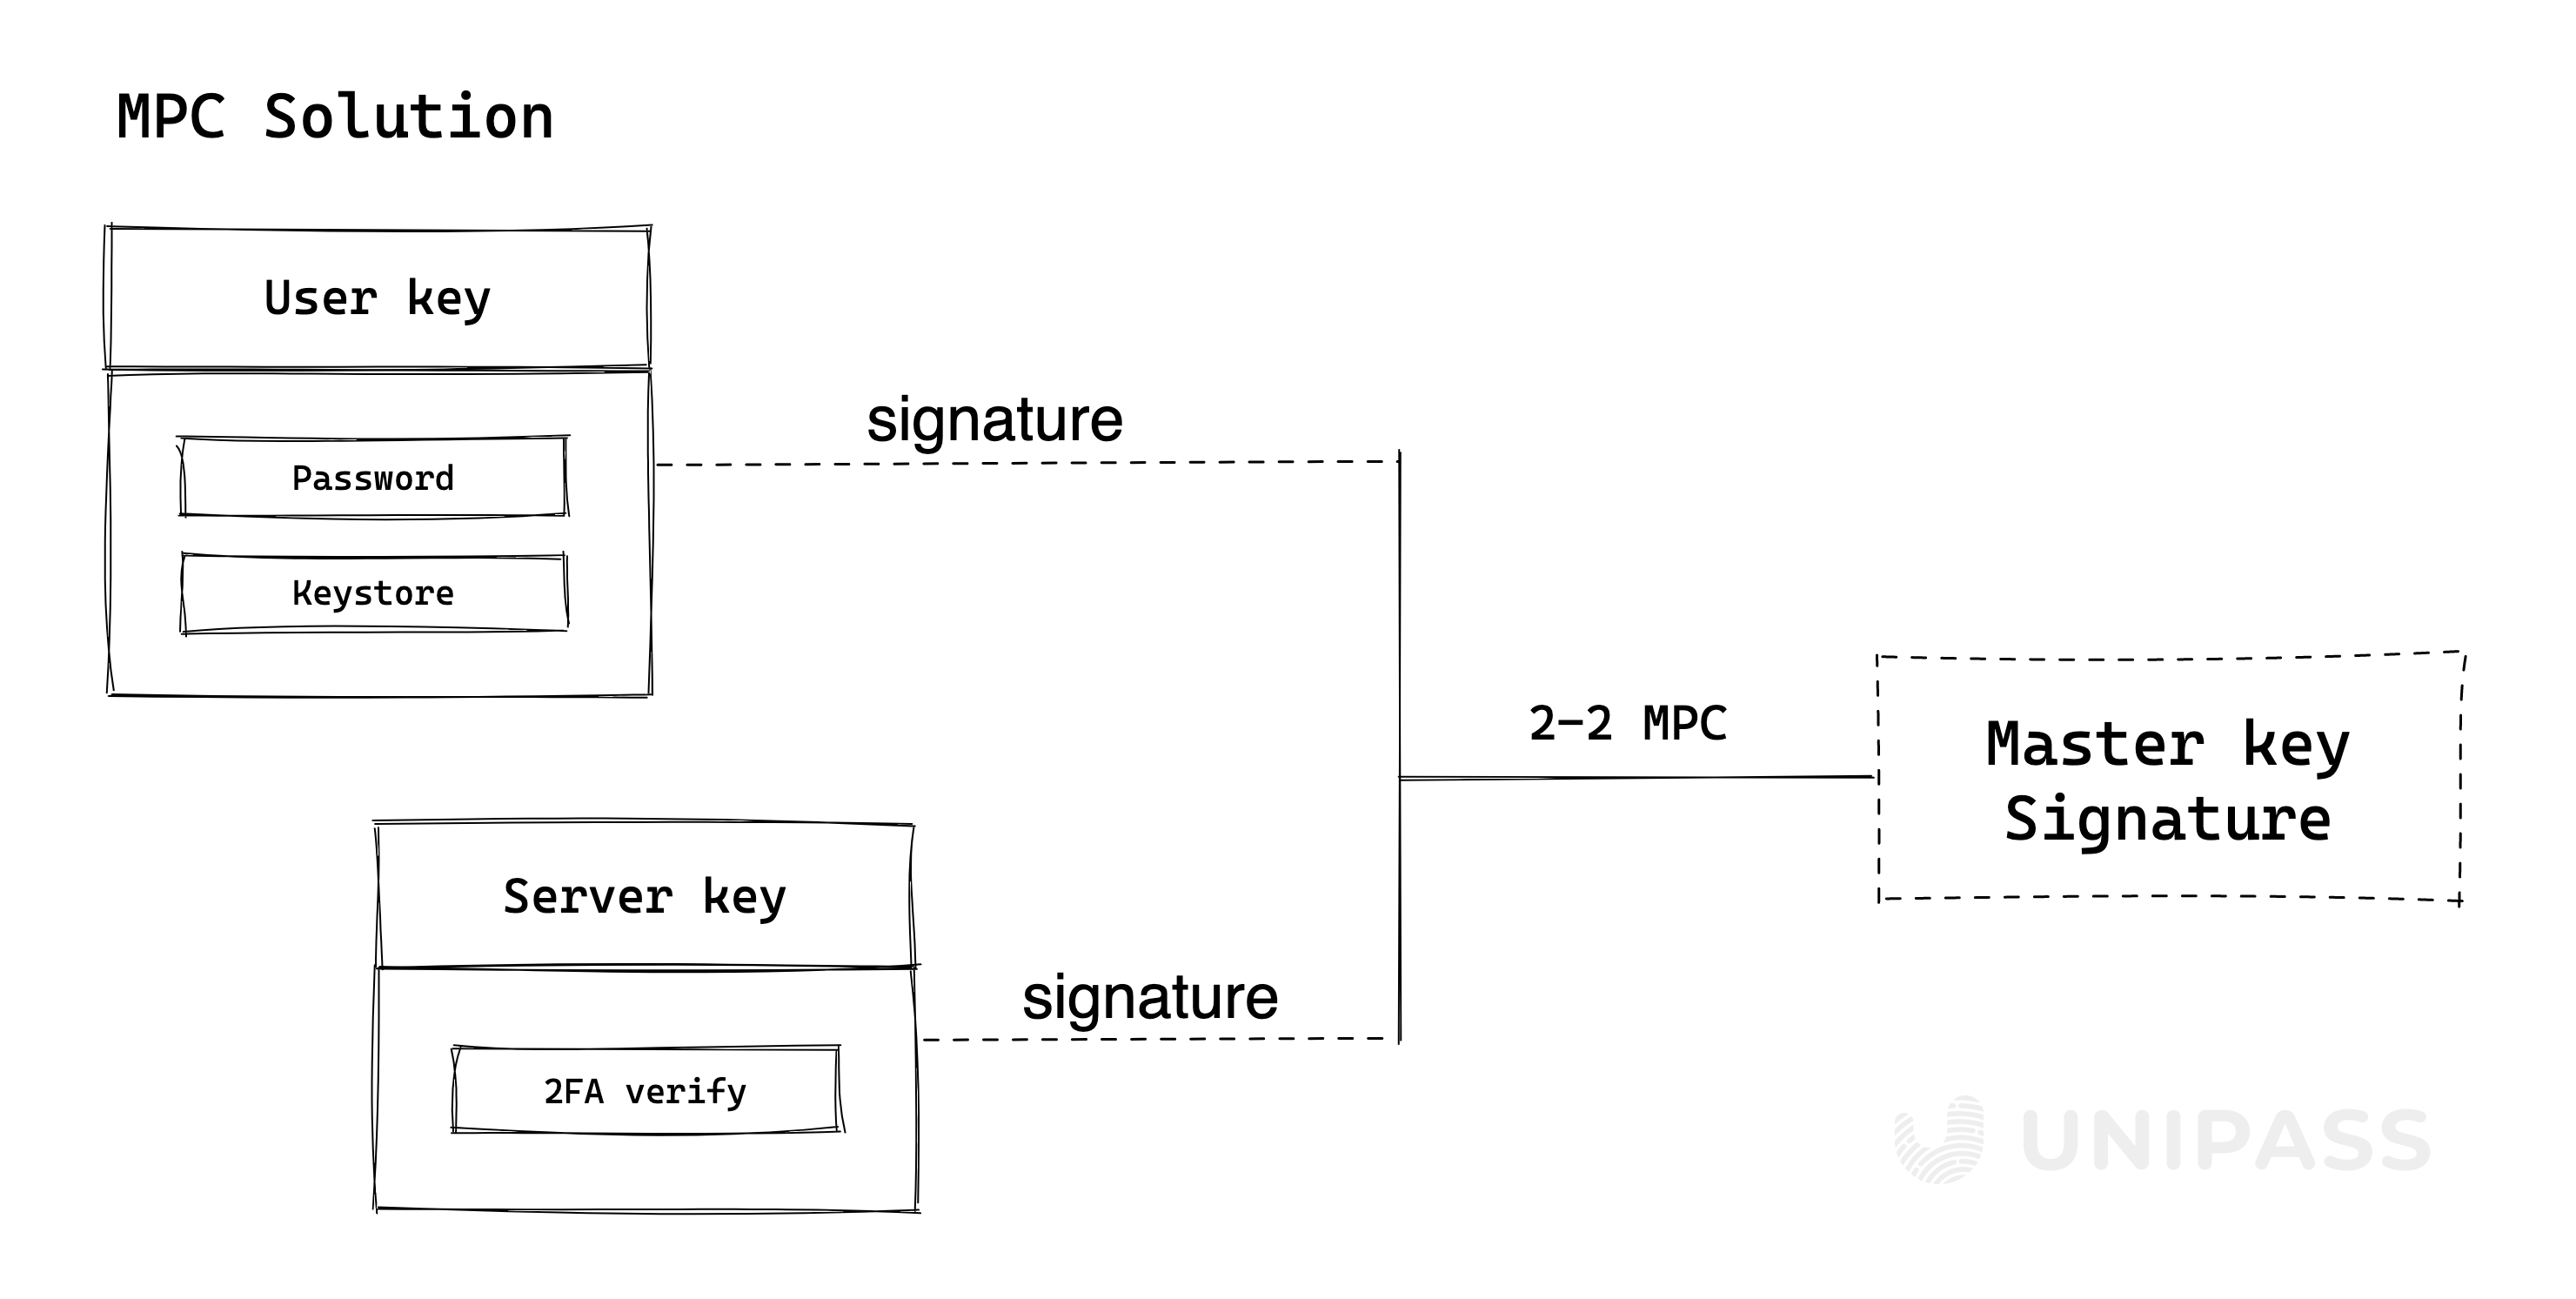 MPC Solution
User key
Password
Keystore
signature
Server key
2FA verify
signature
2-2 MPC
Master key
Signature
UNIPASS